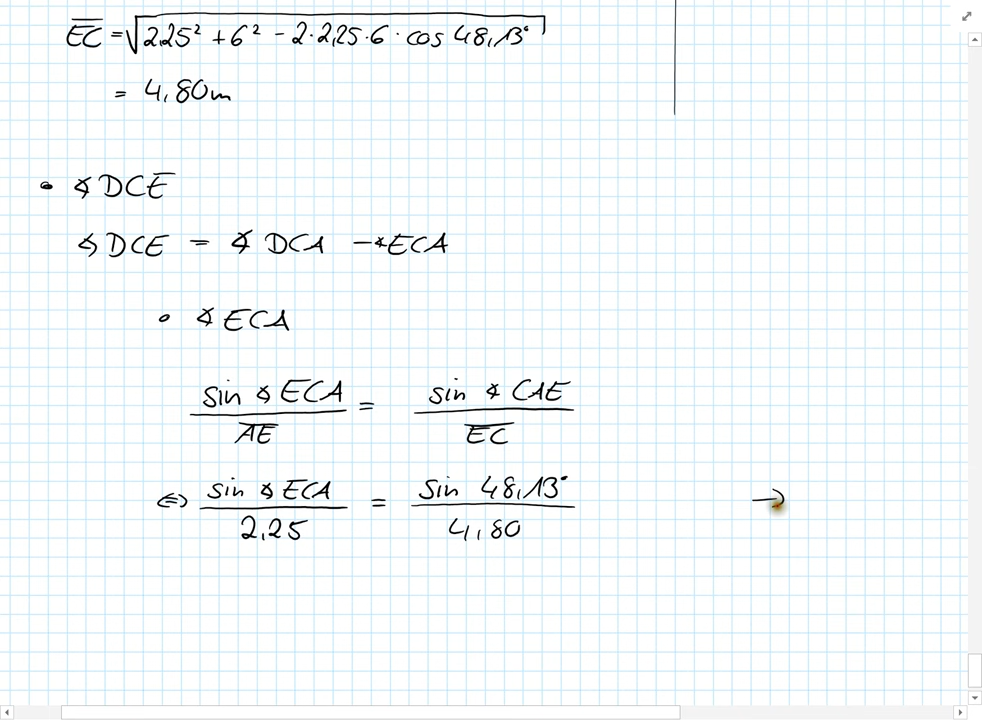 EC = √2,25² + 6² - 2·2,25·6 · cos 48,13°
= 4,80m
• ∢ DCE
∢ DCE = ∢ DCA - ∢ECA
• ∢ ECA
sin ∢ ECA / AE = sin ∢ CAE / EC
⇔ sin ∢ ECA / 2,25 = sin 48,13° / 4,80 →